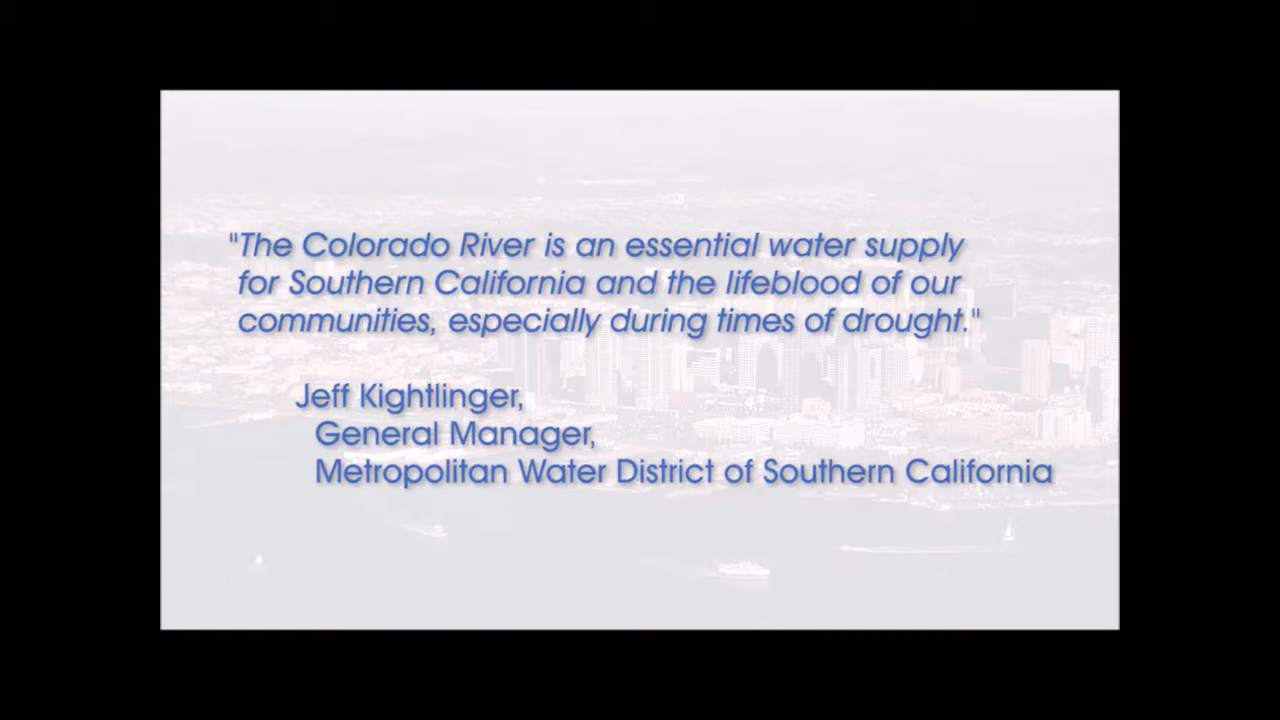 "The Colorado River is an essential water supply
for Southern California and the lifeblood of our
communities, especially during times of drought."
Jeff Kightlinger,
General Manager,
Metropolitan Water District of Southern California